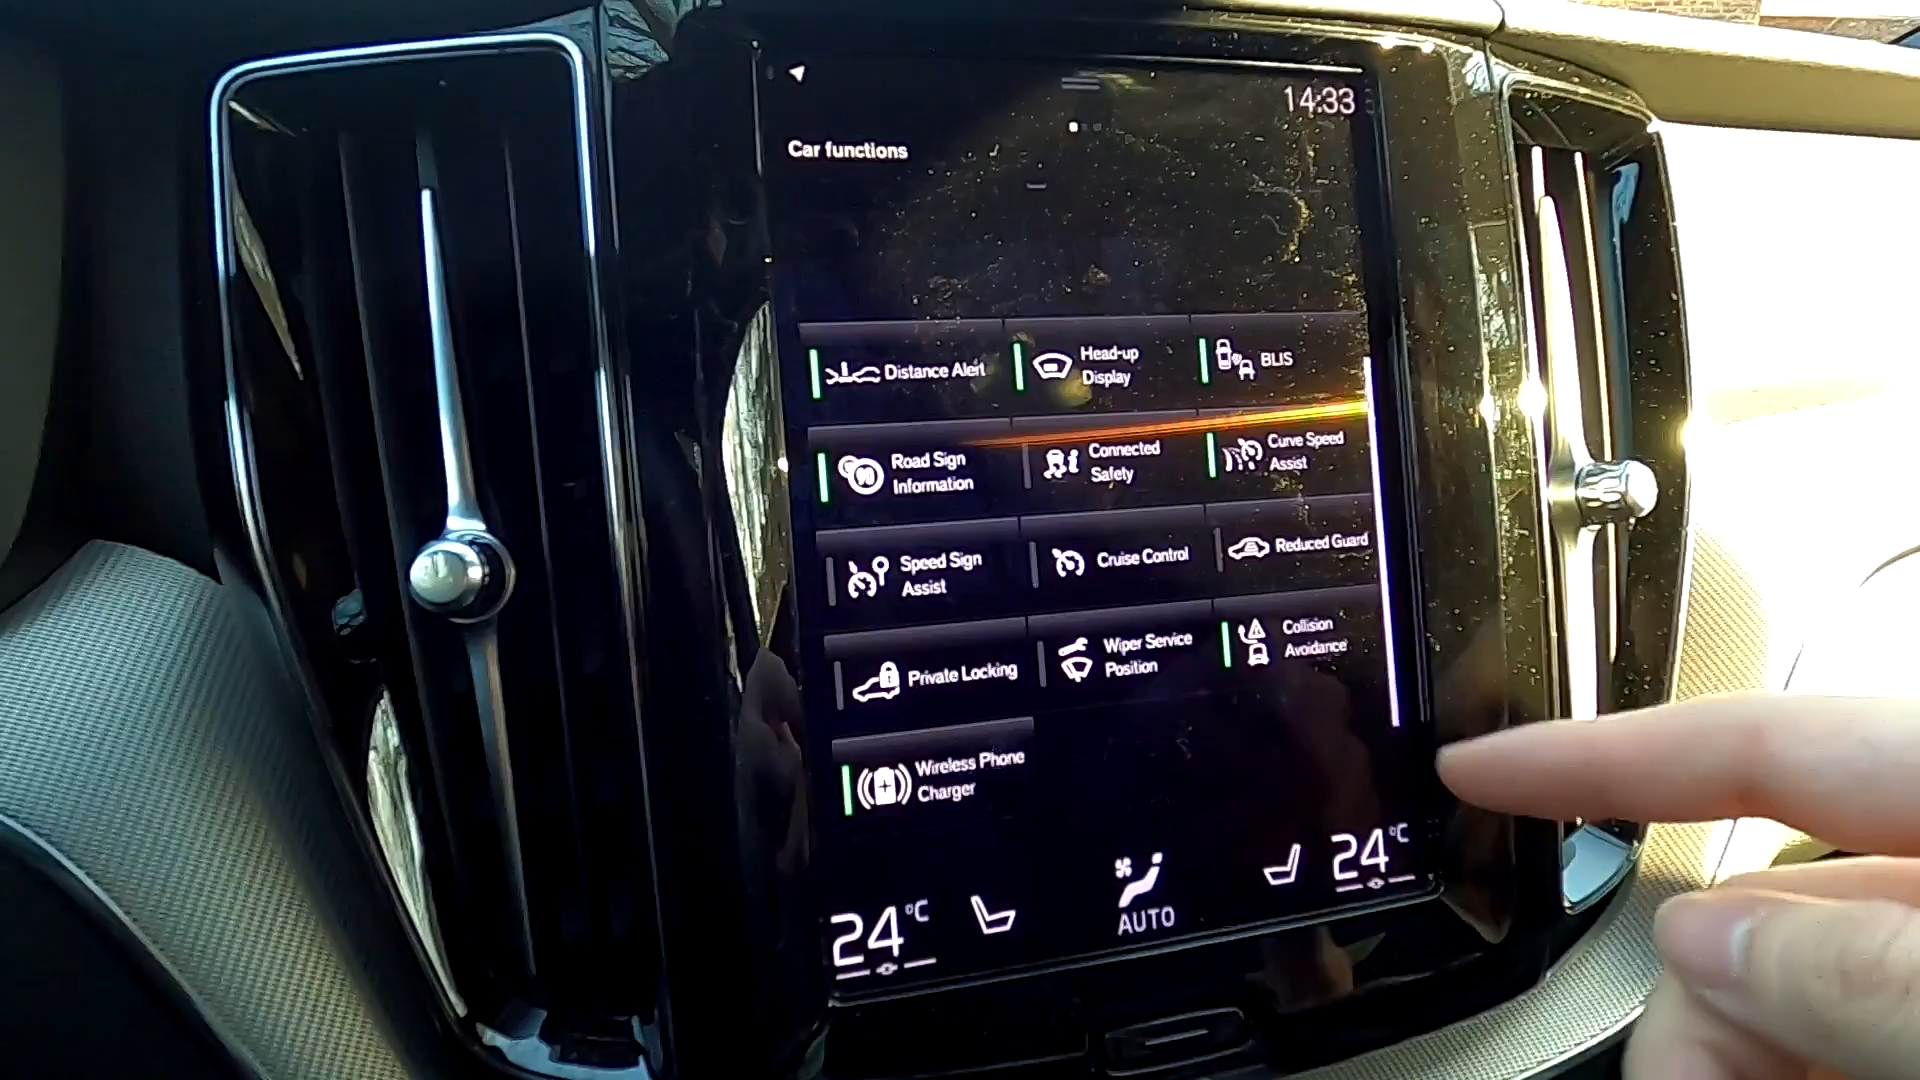 14:33
Car functions
Distance Alert
Head-up
Display
BLIS
Road Sign
Information
Connected
Safety
Curve Speed
Assist
Speed Sign
Assist
Cruise Control
Reduced Guard
Private Locking
Wiper Service
Position
Collision
Avoidance
Wireless Phone
Charger
24°C
AUTO
24°C